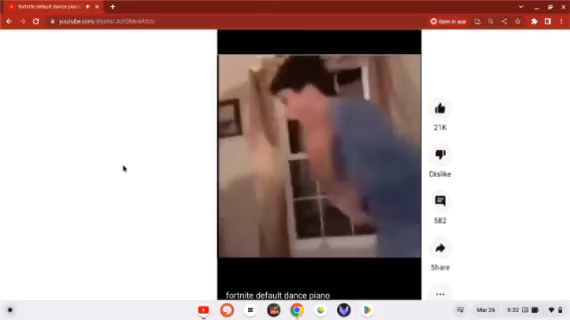 fortnite default dance piano
youtube.com/shorts/
Open in app
21K
Dislike
582
Share
fortnite default dance piano
Mar 26
9:32